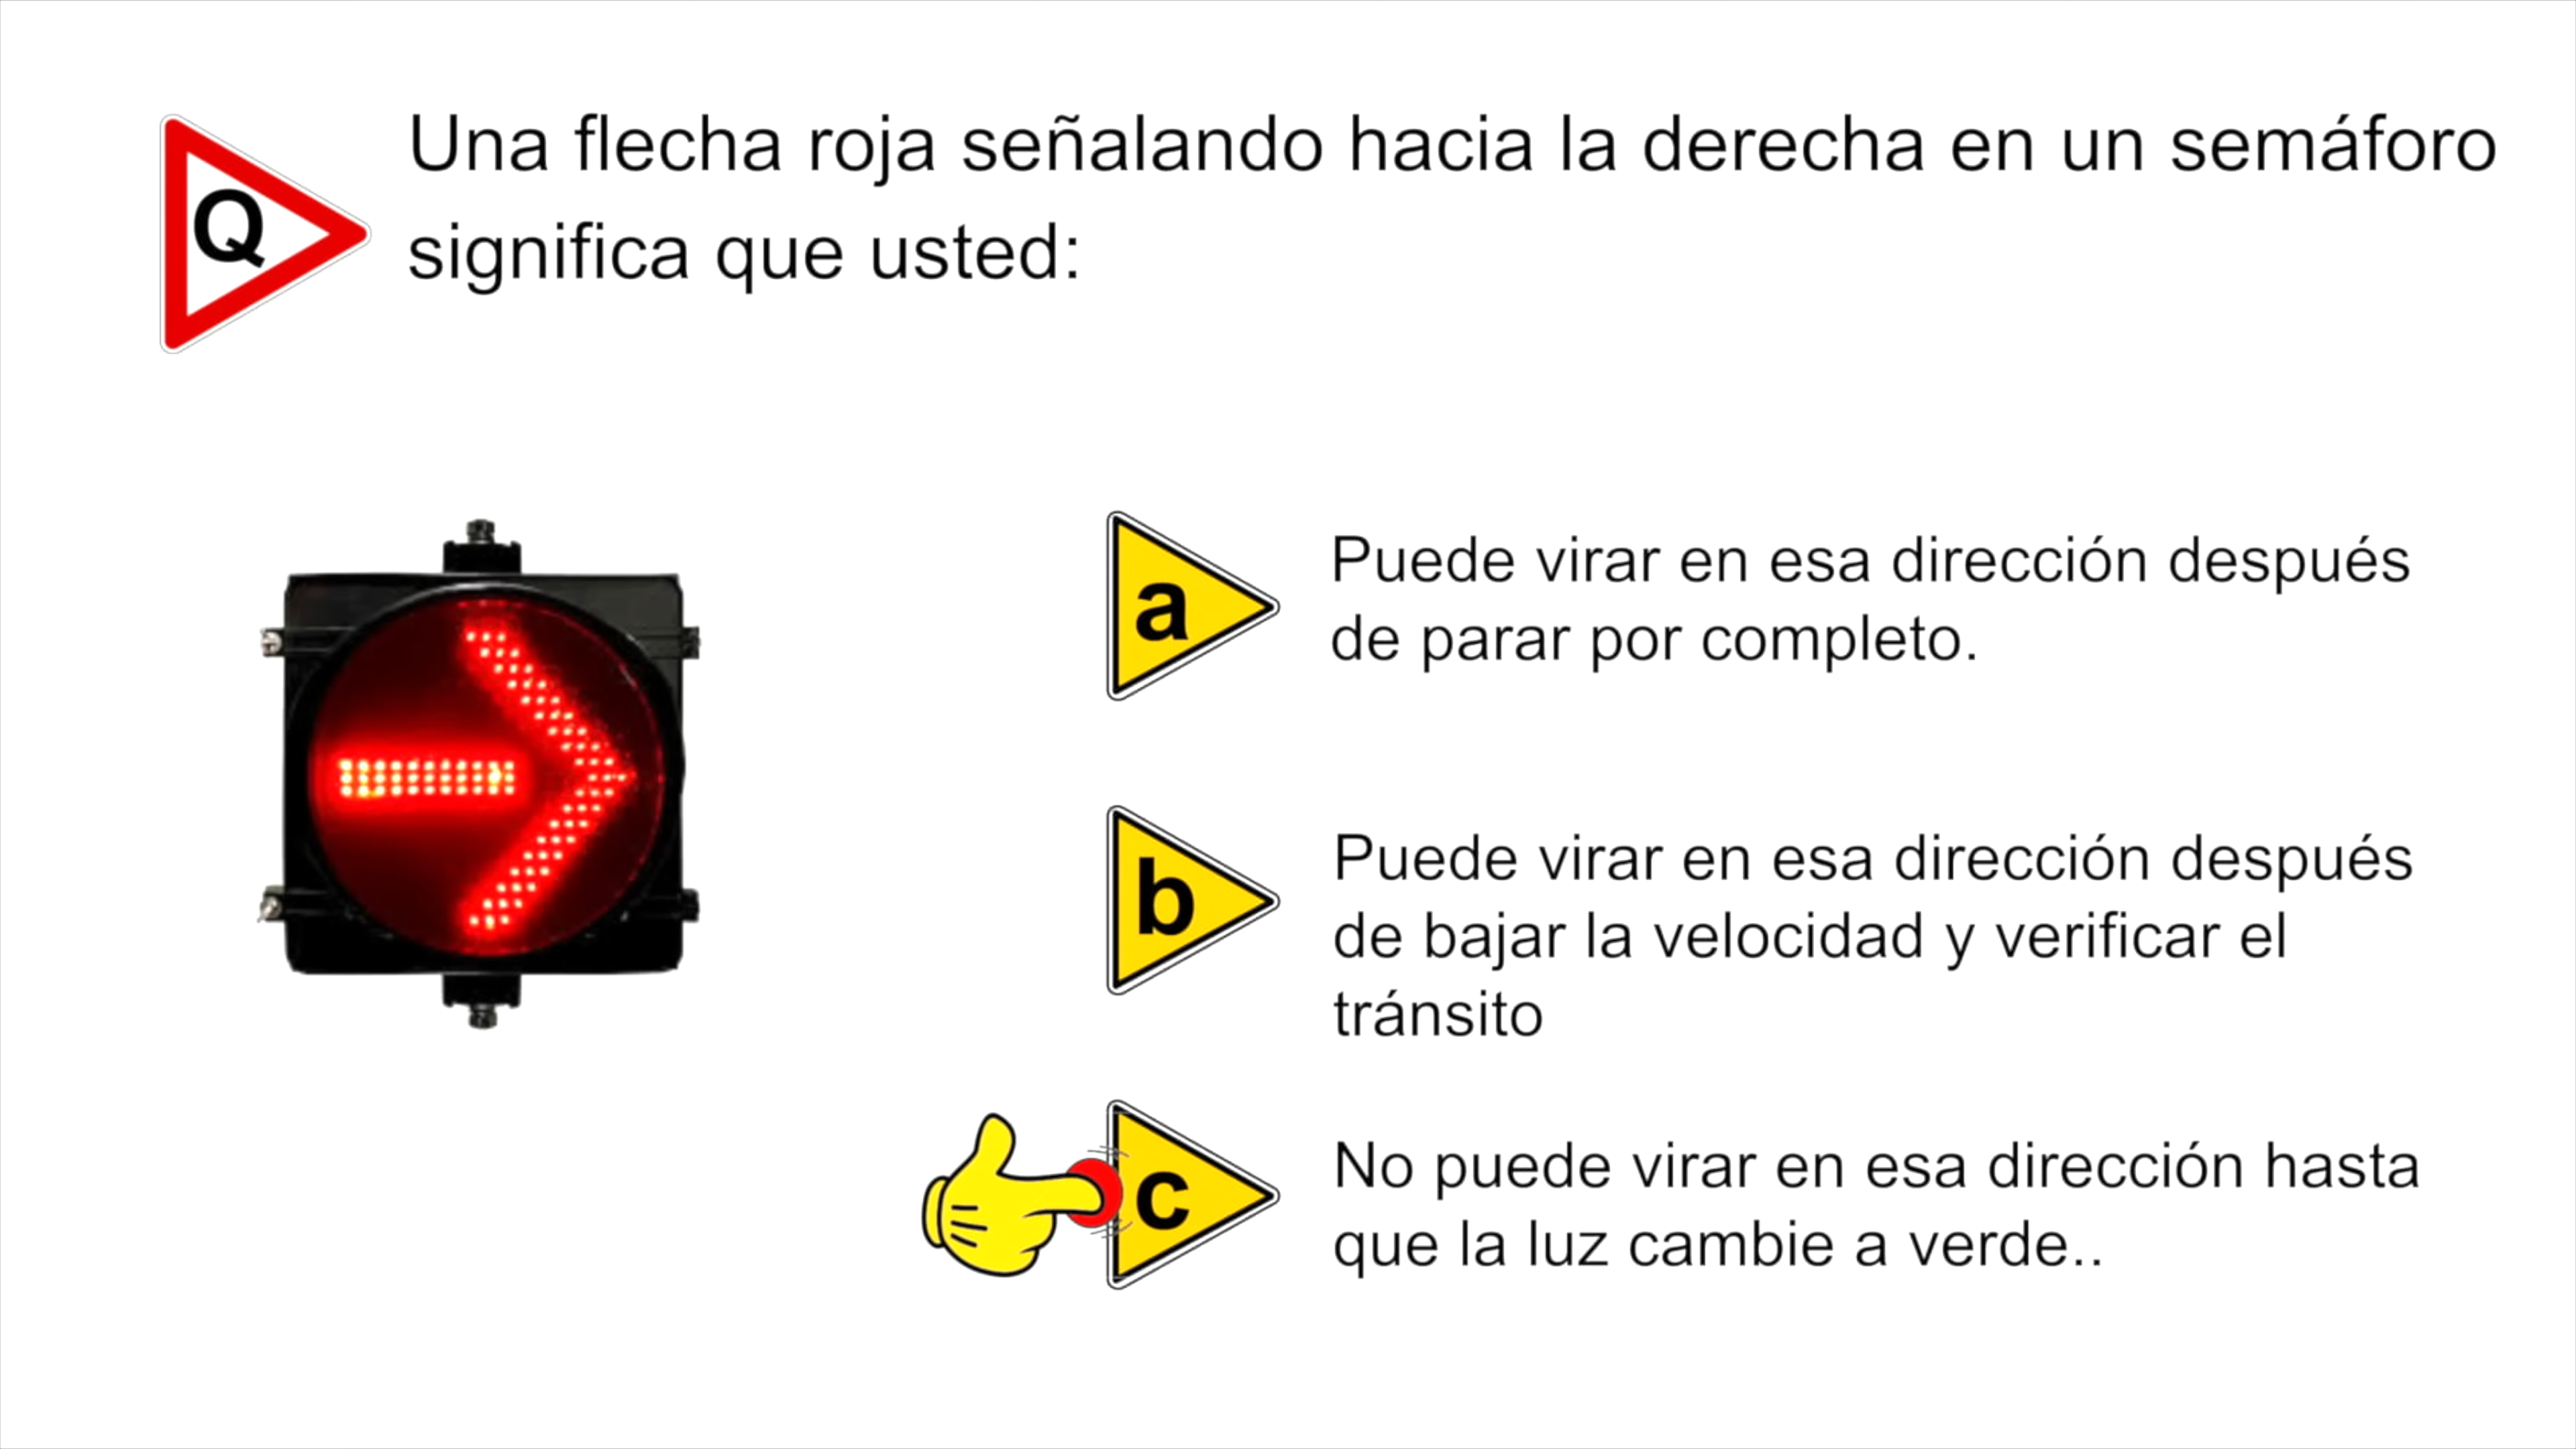 Q
Una flecha roja señalando hacia la derecha en un semáforo
significa que usted:
a
Puede virar en esa dirección después
de parar por completo.
b
Puede virar en esa dirección después
de bajar la velocidad y verificar el
tránsito
c
No puede virar en esa dirección hasta
que la luz cambie a verde..